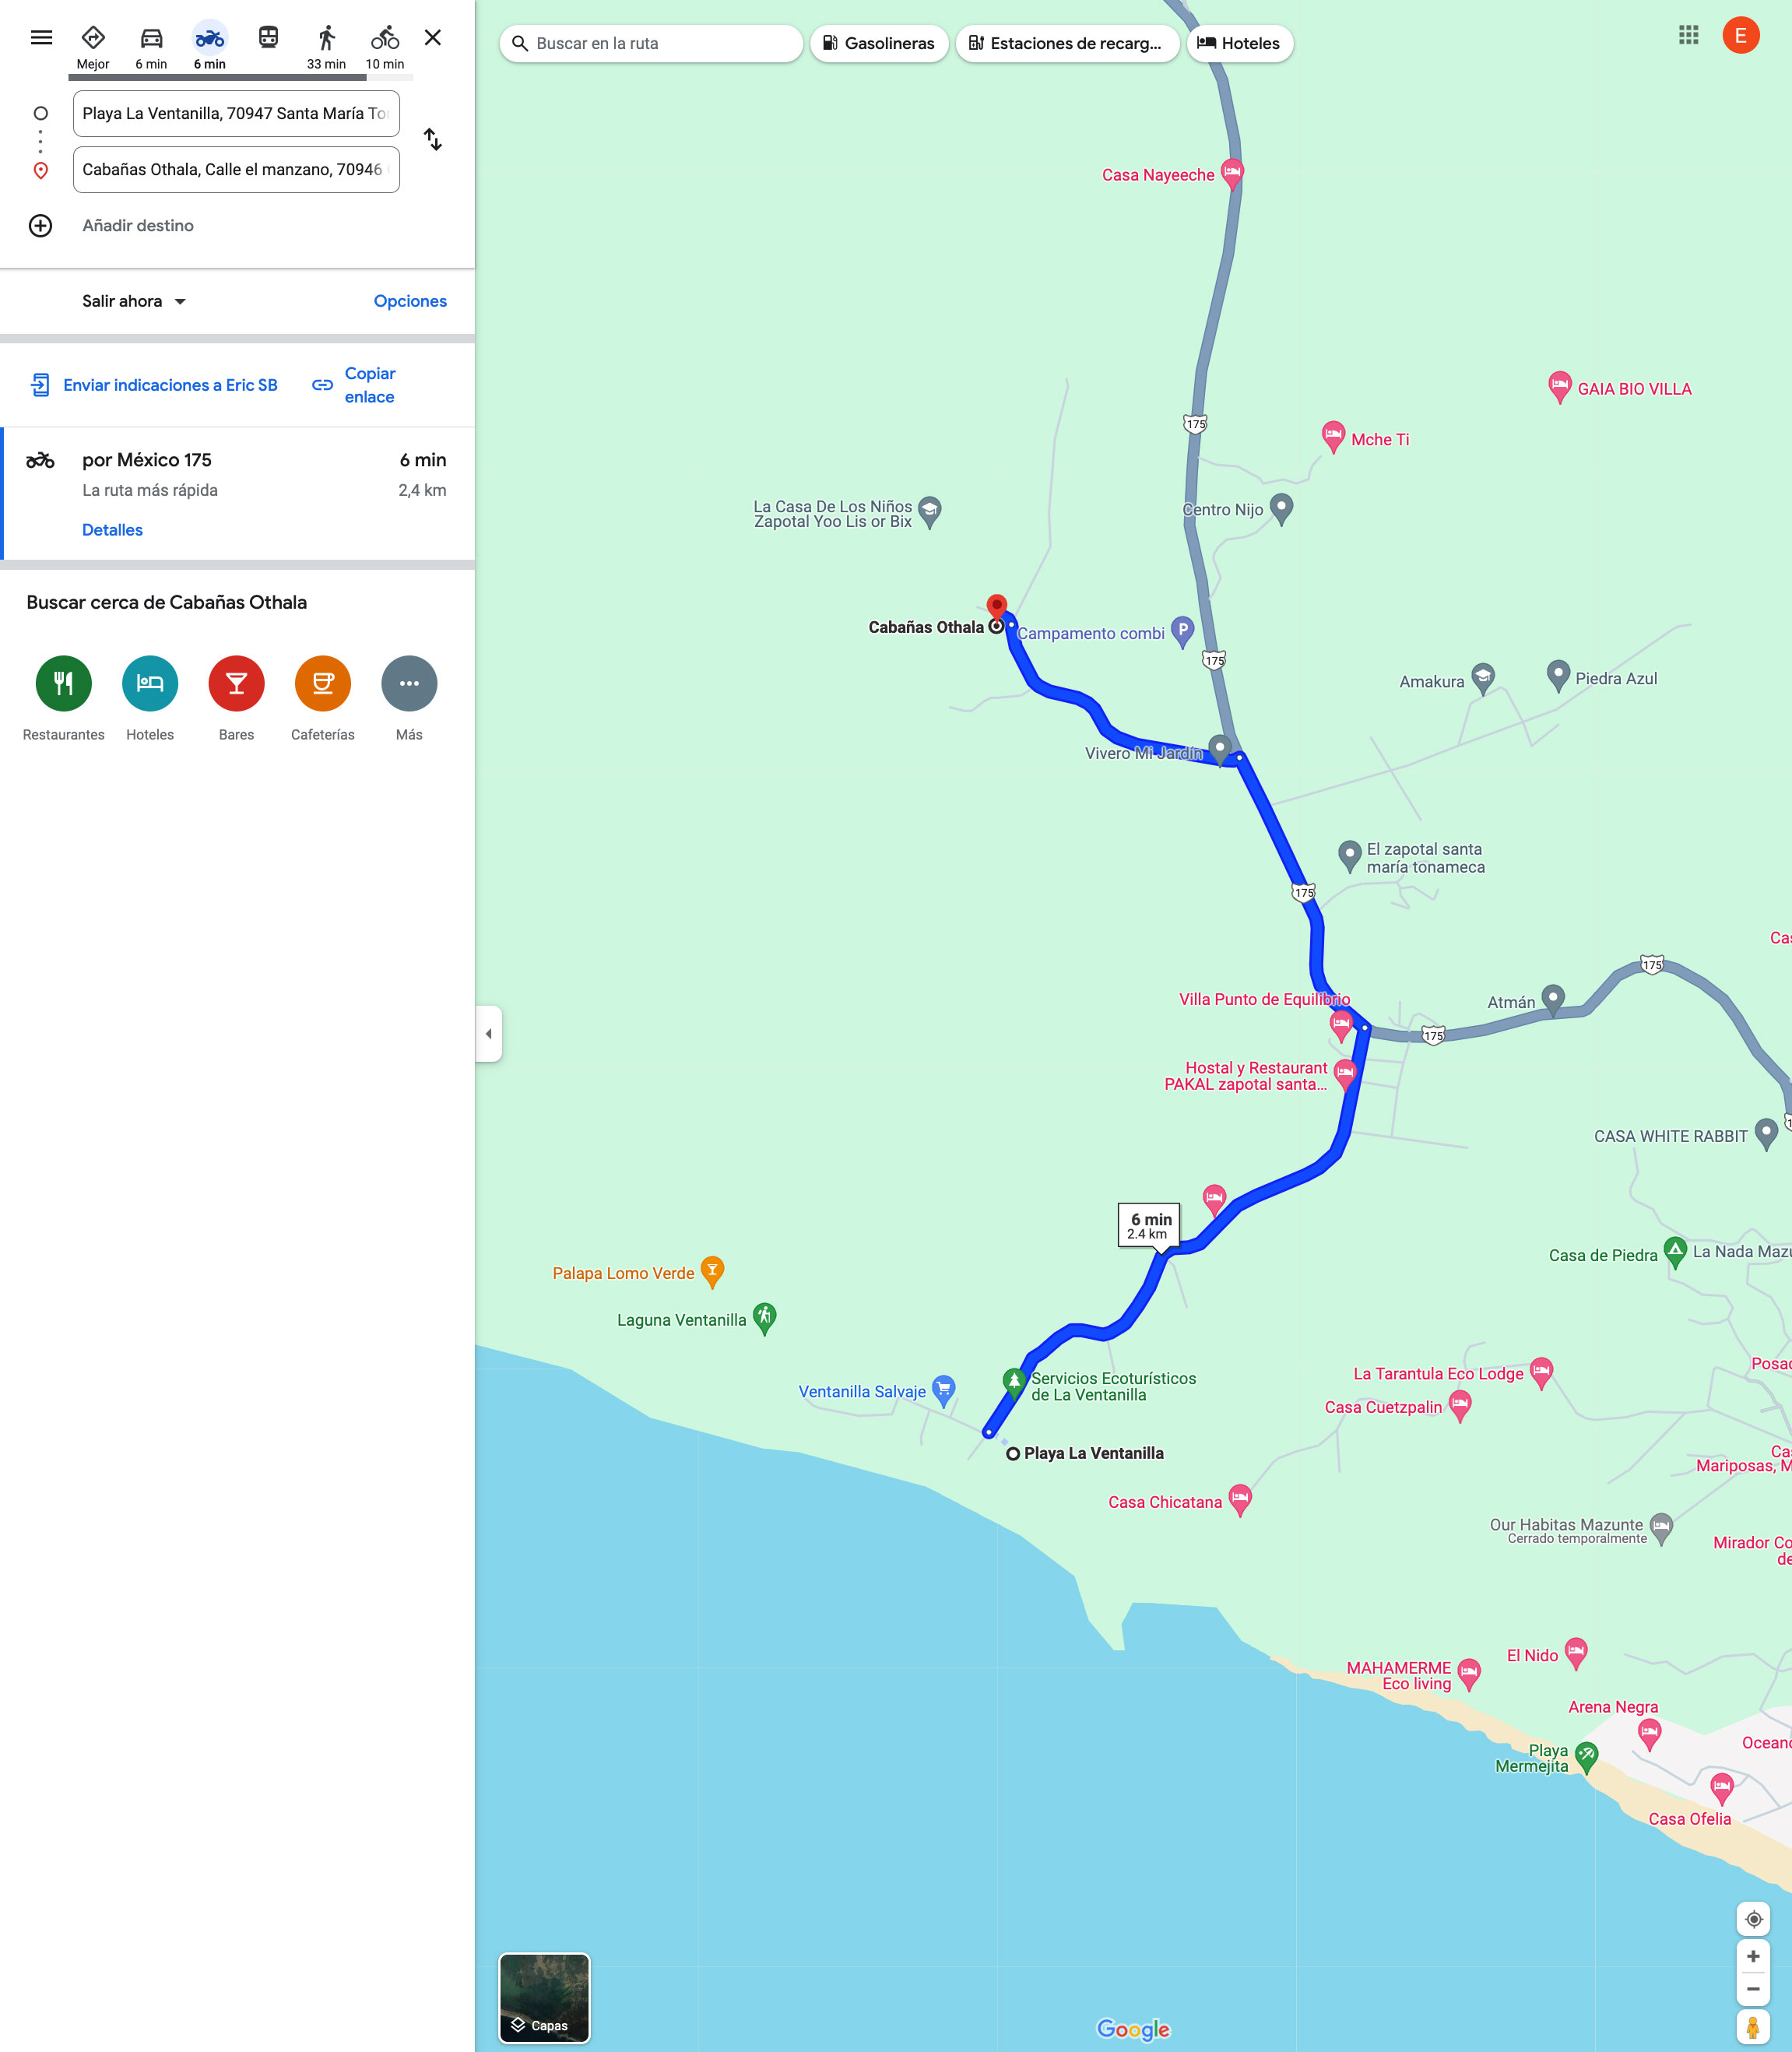 Mejor
6 min
6 min
33 min
10 min
Playa La Ventanilla, 70947 Santa María To
Cabañas Othala, Calle el manzano, 70946
Añadir destino
Salir ahora
Opciones
Enviar indicaciones a Eric SB
Copiar
enlace
por México 175
6 min
La ruta más rápida
2,4 km
Detalles
Buscar cerca de Cabañas Othala
Restaurantes
Hoteles
Bares
Cafeterías
Más
Buscar en la ruta
Gasolineras
Estaciones de recarg...
Hoteles
E
Casa Nayeeche
GAIA BIO VILLA
175
Mche Ti
La Casa De Los Niños
Zapotal Yoo Lis or Bix
Centro Nijo
Cabañas Othala
Campamento combi
P
175
Amakura
Piedra Azul
Vivero Mi Jardín
El zapotal santa
maría tonameca
175
Cas
175
Villa Punto de Equilibrio
Atmán
175
Hostal y Restaurant
PAKAL zapotal santa...
CASA WHITE RABBIT
6 min
2.4 km
Casa de Piedra
La Nada Mazu
Palapa Lomo Verde
Laguna Ventanilla
Posad
La Tarantula Eco Lodge
Servicios Ecoturísticos
de La Ventanilla
Ventanilla Salvaje
Casa Cuetzpalin
Playa La Ventanilla
Cas
Mariposas, M
Casa Chicatana
Our Habitas Mazunte
Cerrado temporalmente
Mirador Co
de
El Nido
MAHAMERME
Eco living
Arena Negra
Oceano
Playa
Mermejita
Casa Ofelia
Capas
Google